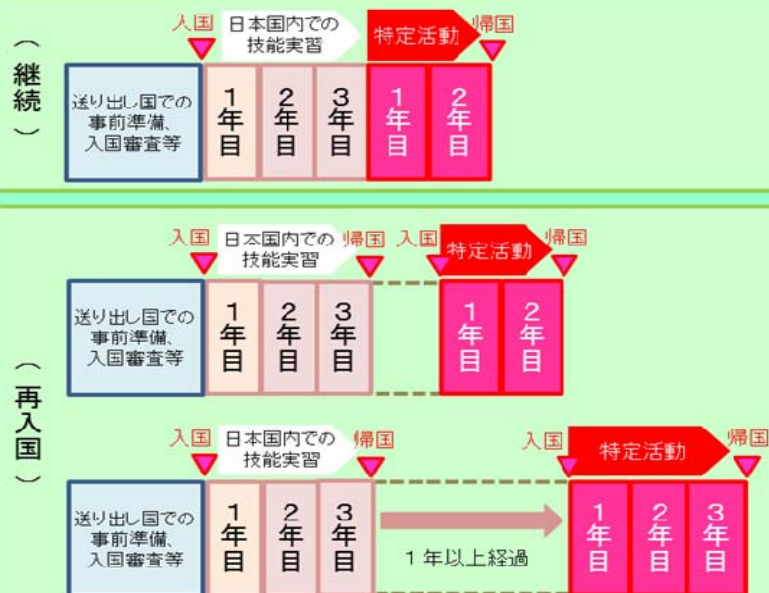 （継続）
入国
日本国内での
技能実習
特定活動
帰国
送り出し国での
事前準備、
入国審査等
1年目
2年目
3年目
1年目
2年目
（再入国）
入国
日本国内での
技能実習
帰国
入国
特定活動
帰国
送り出し国での
事前準備、
入国審査等
1年目
2年目
3年目
1年目
2年目
入国
日本国内での
技能実習
帰国
入国
特定活動
帰国
送り出し国での
事前準備、
入国審査等
1年目
2年目
3年目
1年以上経過
1年目
2年目
3年目